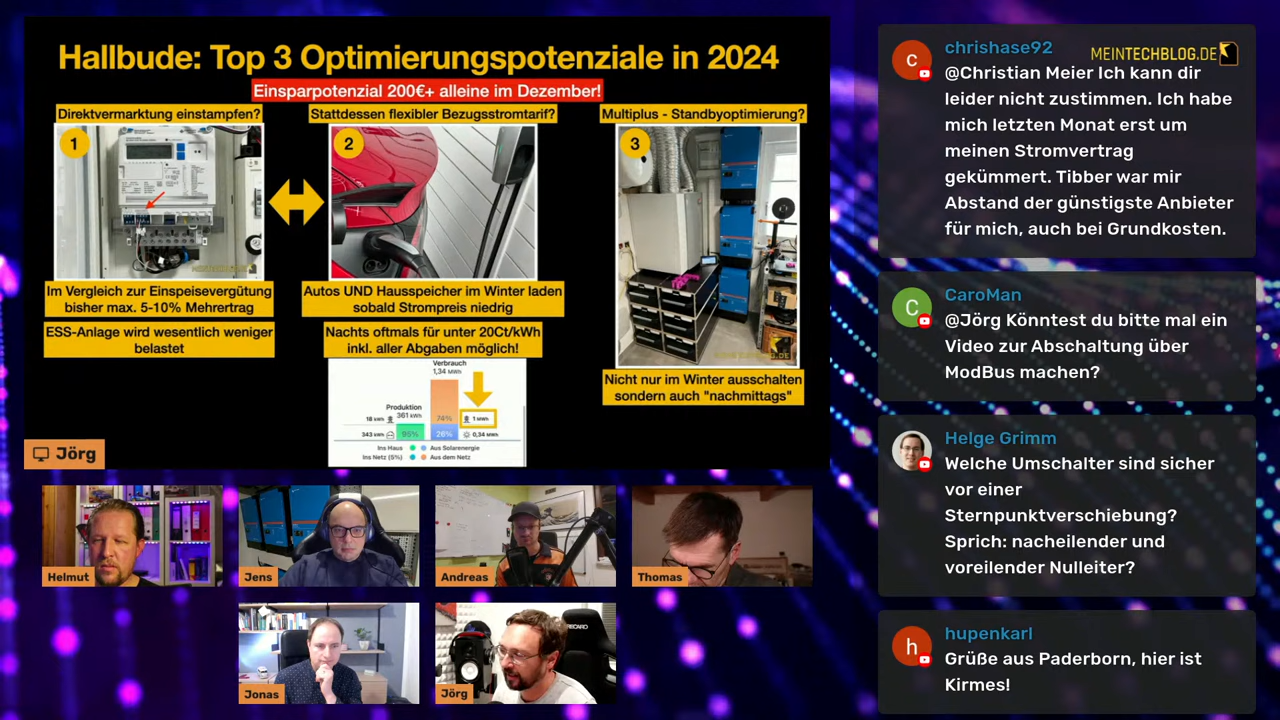 Hallbude: Top 3 Optimierungspotenziale in 2024
Einsparpotenzial 200€+ alleine im Dezember!
Direktvermarktung einstampfen?
1
MEINTECHBLOG.DE
Im Vergleich zur Einspeisevergütung
bisher max. 5-10% Mehrertrag
ESS-Anlage wird wesentlich weniger
belastet
Stattdessen flexibler Bezugsstromtarif?
2
Autos UND Hausspeicher im Winter laden
sobald Strompreis niedrig
Nachts oftmals für unter 20Ct/kWh
inkl. aller Abgaben möglich!
Verbrauch
1,34 MWh
Produktion
361 kWh
18 kWh
74%
1 MWh
343 kWh
95%
26%
0,34 MWh
Ins Haus
Aus Solarenergie
Ins Netz (5%)
Aus dem Netz
Multiplus - Standbyoptimierung?
3
Nicht nur im Winter ausschalten
sondern auch "nachmittags"
Jörg
Helmut
Jens
Andreas
Thomas
Jonas
Jörg
RECARO
MEINTECHBLOG.DE
c
chrishase92
@Christian Meier Ich kann dir
leider nicht zustimmen. Ich habe
mich letzten Monat erst um
meinen Stromvertrag
gekümmert. Tibber war mir
Abstand der günstigste Anbieter
für mich, auch bei Grundkosten.
C
CaroMan
@Jörg Könntest du bitte mal ein
Video zur Abschaltung über
ModBus machen?
Helge Grimm
Welche Umschalter sind sicher
vor einer
Sternpunktverschiebung?
Sprich: nacheilender und
voreilender Nulleiter?
h
hupenkarl
Grüße aus Paderborn, hier ist
Kirmes!